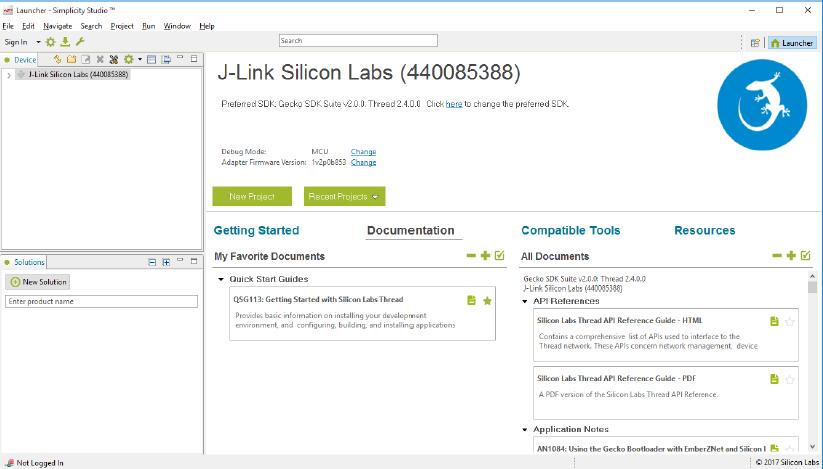 Launcher - Simplicity Studio ™
File Edit Navigate Search Project Run Window Help
Sign In
Search
Launcher
Device
J-Link Silicon Labs (440085388)
J-Link Silicon Labs (440085388)
Preferred SDK: Gecko SDK Suite v2.0.0: Thread 2.4.0.0 Click here to change the preferred SDK.
Debug Mode: MCU Change
Adapter Firmware Version: 1v2p0b853 Change
New Project Recent Projects
Getting Started Documentation Compatible Tools Resources
My Favorite Documents
Quick Start Guides
QSG113: Getting Started with Silicon Labs Thread
Provides basic information on installing your development
environment, and configuring, building, and installing applications
All Documents
Gecko SDK Suite v2.0.0: Thread 2.4.0.0
J-Link Silicon Labs (440085388)
API References
Silicon Labs Thread API Reference Guide - HTML
Contains a comprehensive list of APIs used to interface to the
Thread network. These APIs concern network management, device
Silicon Labs Thread API Reference Guide - PDF
A PDF version of the Silicon Labs Thread API Reference.
Application Notes
AN1084: Using the Gecko Bootloader with EmberZNet and Silicon l
Solutions
New Solution
Enter product name
Not Logged In
© 2017 Silicon Labs